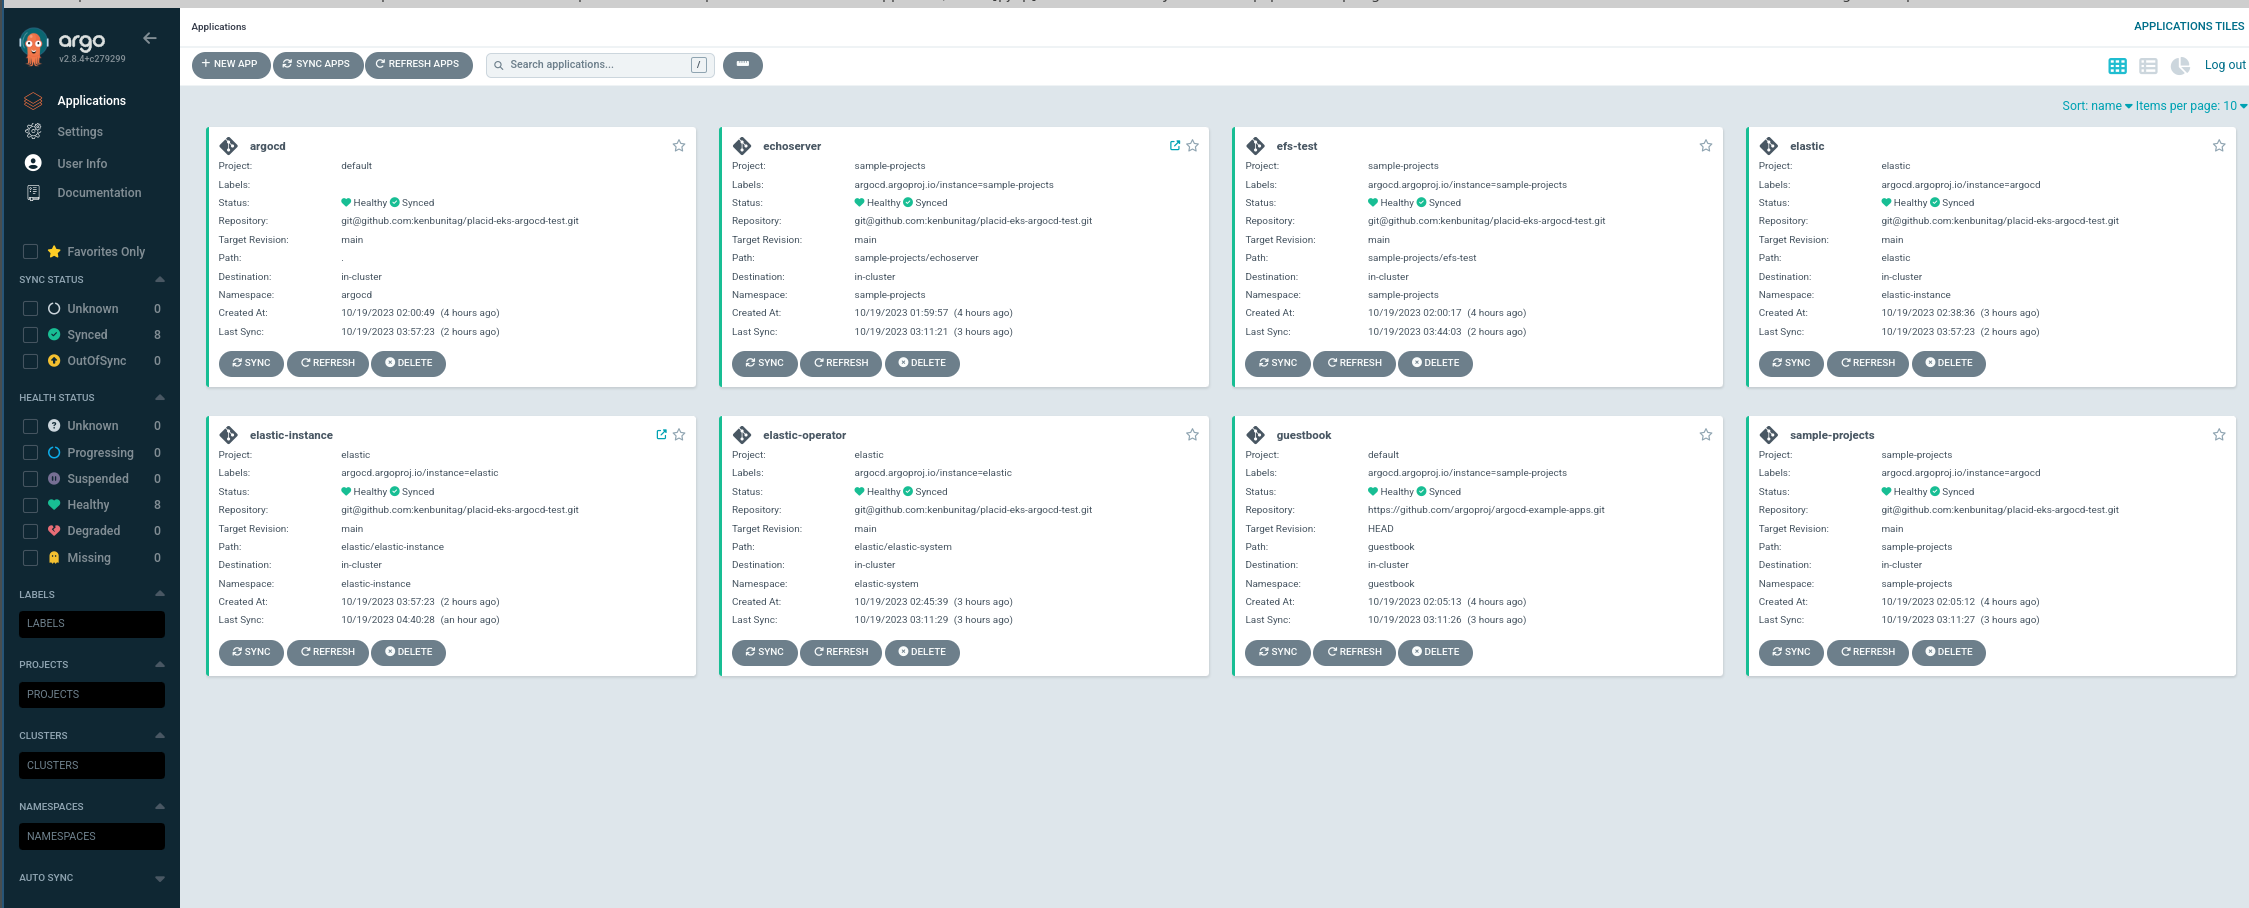 argo
v2.8.4+c279299
Applications
Settings
User Info
Documentation
Favorites Only
SYNC STATUS
Unknown 0
Synced 8
OutOfSync 0
HEALTH STATUS
Unknown 0
Progressing 0
Suspended 0
Healthy 8
Degraded 0
Missing 0
LABELS
LABELS
PROJECTS
PROJECTS
CLUSTERS
CLUSTERS
NAMESPACES
NAMESPACES
AUTO SYNC
Applications
APPLICATIONS TILES
+ NEW APP
SYNC APPS
REFRESH APPS
Search applications...
/
Log out
Sort: name Items per page: 10
argocd
Project: default
Labels:
Status: Healthy Synced
Repository: git@github.com:kenbunitag/placid-eks-argocd-test.git
Target Revision: main
Path: .
Destination: in-cluster
Namespace: argocd
Created At: 10/19/2023 02:00:49 (4 hours ago)
Last Sync: 10/19/2023 03:57:23 (2 hours ago)
SYNC REFRESH DELETE
echoserver
Project: sample-projects
Labels: argocd.argoproj.io/instance=sample-projects
Status: Healthy Synced
Repository: git@github.com:kenbunitag/placid-eks-argocd-test.git
Target Revision: main
Path: sample-projects/echoserver
Destination: in-cluster
Namespace: sample-projects
Created At: 10/19/2023 01:59:57 (4 hours ago)
Last Sync: 10/19/2023 03:11:21 (3 hours ago)
SYNC REFRESH DELETE
efs-test
Project: sample-projects
Labels: argocd.argoproj.io/instance=sample-projects
Status: Healthy Synced
Repository: git@github.com:kenbunitag/placid-eks-argocd-test.git
Target Revision: main
Path: sample-projects/efs-test
Destination: in-cluster
Namespace: sample-projects
Created At: 10/19/2023 02:00:17 (4 hours ago)
Last Sync: 10/19/2023 03:44:03 (2 hours ago)
SYNC REFRESH DELETE
elastic
Project: elastic
Labels: argocd.argoproj.io/instance=argocd
Status: Healthy Synced
Repository: git@github.com:kenbunitag/placid-eks-argocd-test.git
Target Revision: main
Path: elastic
Destination: in-cluster
Namespace: elastic-instance
Created At: 10/19/2023 02:38:36 (3 hours ago)
Last Sync: 10/19/2023 03:57:23 (2 hours ago)
SYNC REFRESH DELETE
elastic-instance
Project: elastic
Labels: argocd.argoproj.io/instance=elastic
Status: Healthy Synced
Repository: git@github.com:kenbunitag/placid-eks-argocd-test.git
Target Revision: main
Path: elastic/elastic-instance
Destination: in-cluster
Namespace: elastic-instance
Created At: 10/19/2023 03:57:23 (2 hours ago)
Last Sync: 10/19/2023 04:40:28 (an hour ago)
SYNC REFRESH DELETE
elastic-operator
Project: elastic
Labels: argocd.argoproj.io/instance=elastic
Status: Healthy Synced
Repository: git@github.com:kenbunitag/placid-eks-argocd-test.git
Target Revision: main
Path: elastic/elastic-system
Destination: in-cluster
Namespace: elastic-system
Created At: 10/19/2023 02:45:39 (3 hours ago)
Last Sync: 10/19/2023 03:11:29 (3 hours ago)
SYNC REFRESH DELETE
guestbook
Project: default
Labels: argocd.argoproj.io/instance=sample-projects
Status: Healthy Synced
Repository: https://github.com/argoproj/argocd-example-apps.git
Target Revision: HEAD
Path: guestbook
Destination: in-cluster
Namespace: guestbook
Created At: 10/19/2023 02:05:13 (4 hours ago)
Last Sync: 10/19/2023 03:11:26 (3 hours ago)
SYNC REFRESH DELETE
sample-projects
Project: sample-projects
Labels: argocd.argoproj.io/instance=argocd
Status: Healthy Synced
Repository: git@github.com:kenbunitag/placid-eks-argocd-test.git
Target Revision: main
Path: sample-projects
Destination: in-cluster
Namespace: sample-projects
Created At: 10/19/2023 02:05:12 (4 hours ago)
Last Sync: 10/19/2023 03:11:27 (3 hours ago)
SYNC REFRESH DELETE